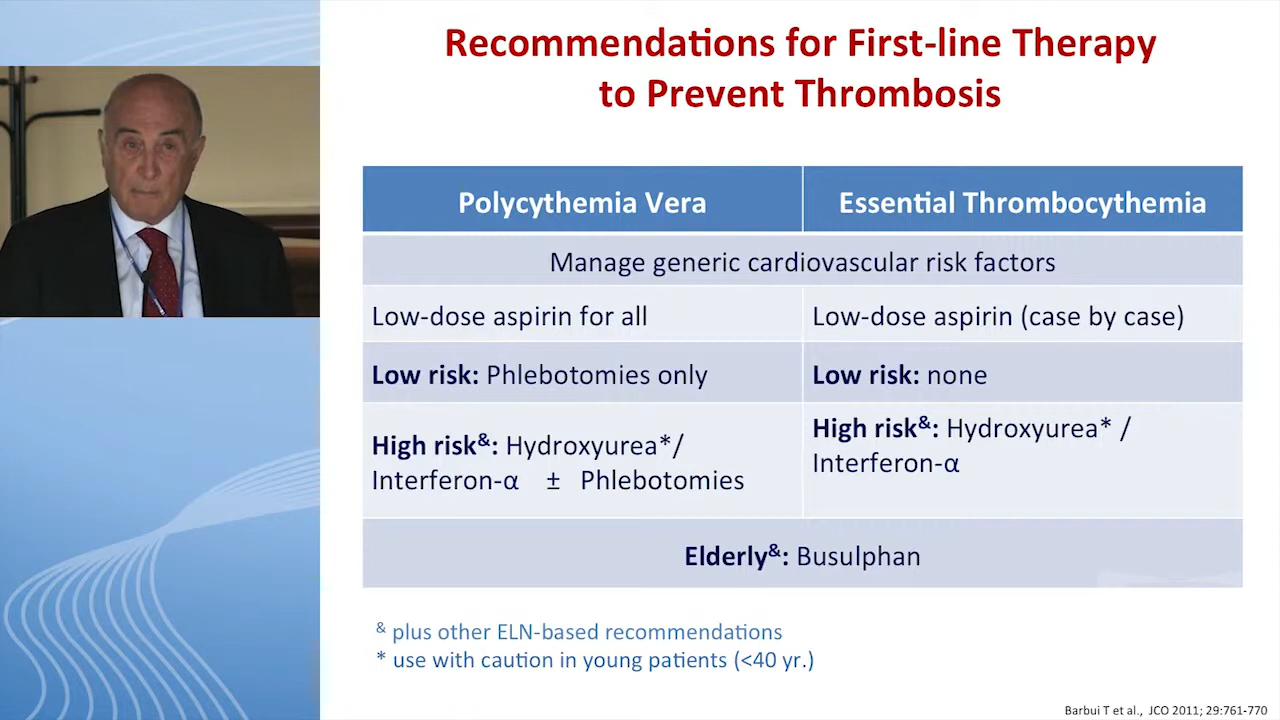 Recommendations for First-line Therapy
to Prevent Thrombosis
Polycythemia Vera
Essential Thrombocythemia
Manage generic cardiovascular risk factors
Low-dose aspirin for all
Low-dose aspirin (case by case)
Low risk: Phlebotomies only
Low risk: none
High risk&: Hydroxyurea*/
Interferon-α ± Phlebotomies
High risk&: Hydroxyurea* /
Interferon-α
Elderly&: Busulphan
& plus other ELN-based recommendations
* use with caution in young patients (<40 yr.)
Barbui T et al., JCO 2011; 29:761-770